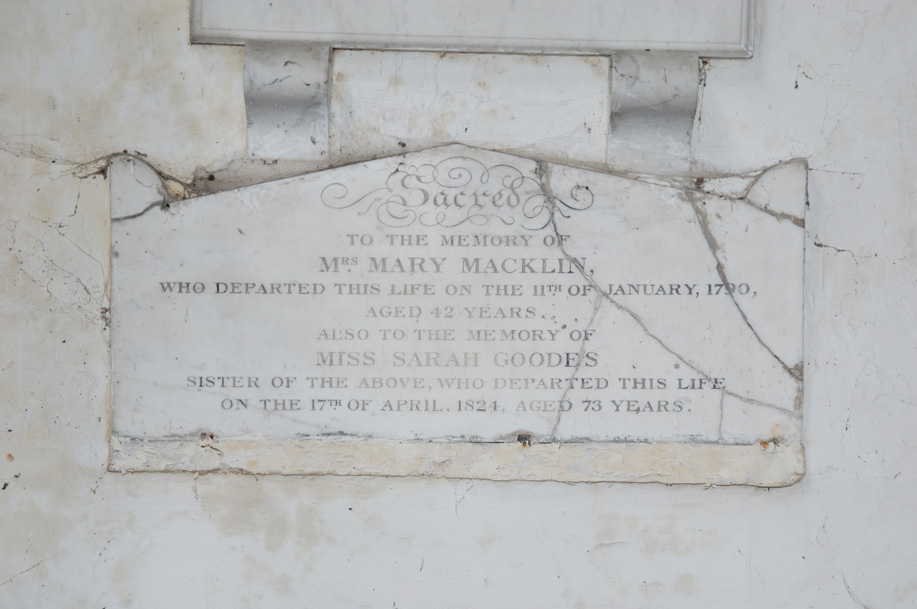 Sacred
TO THE MEMORY OF
MRS. MARY MACKLIN,
WHO DEPARTED THIS LIFE ON THE 11TH OF JANUARY, 1790,
AGED 42 YEARS.
ALSO TO THE MEMORY OF
MISS SARAH GOODES
SISTER OF THE ABOVE, WHO DEPARTED THIS LIFE
ON THE 17TH OF APRIL, 1824, AGED 73 YEARS.